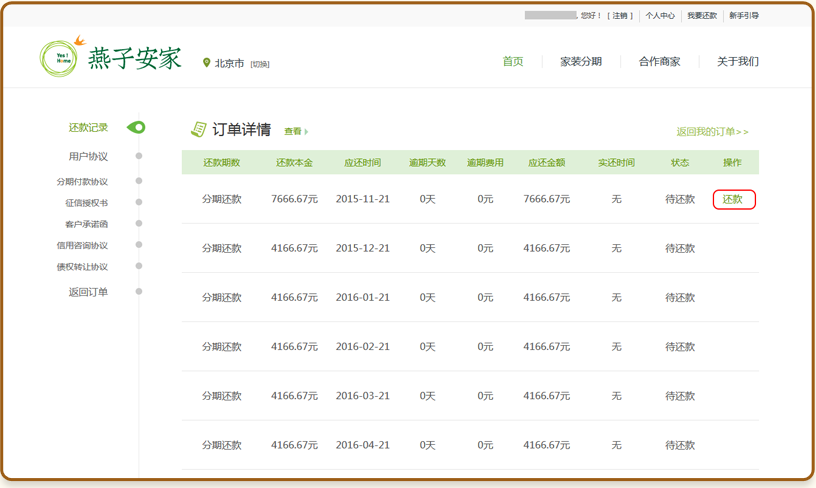 , 您好！ [ 注销 ] 个人中心 我要还款 新手引导
Yes !
Home
燕子安家
北京市 [切换]
首页 家装分期 合作商家 关于我们
还款记录
用户协议
分期付款协议
征信授权书
客户承诺函
信用咨询协议
债权转让协议
返回订单
订单详情 查看
返回我的订单>>
还款期数 还款本金 应还时间 逾期天数 逾期费用 应还金额 实还时间 状态 操作
分期还款 7666.67元 2015-11-21 0天 0元 7666.67元 无 待还款 还款
分期还款 4166.67元 2015-12-21 0天 0元 4166.67元 无 待还款
分期还款 4166.67元 2016-01-21 0天 0元 4166.67元 无 待还款
分期还款 4166.67元 2016-02-21 0天 0元 4166.67元 无 待还款
分期还款 4166.67元 2016-03-21 0天 0元 4166.67元 无 待还款
分期还款 4166.67元 2016-04-21 0天 0元 4166.67元 无 待还款